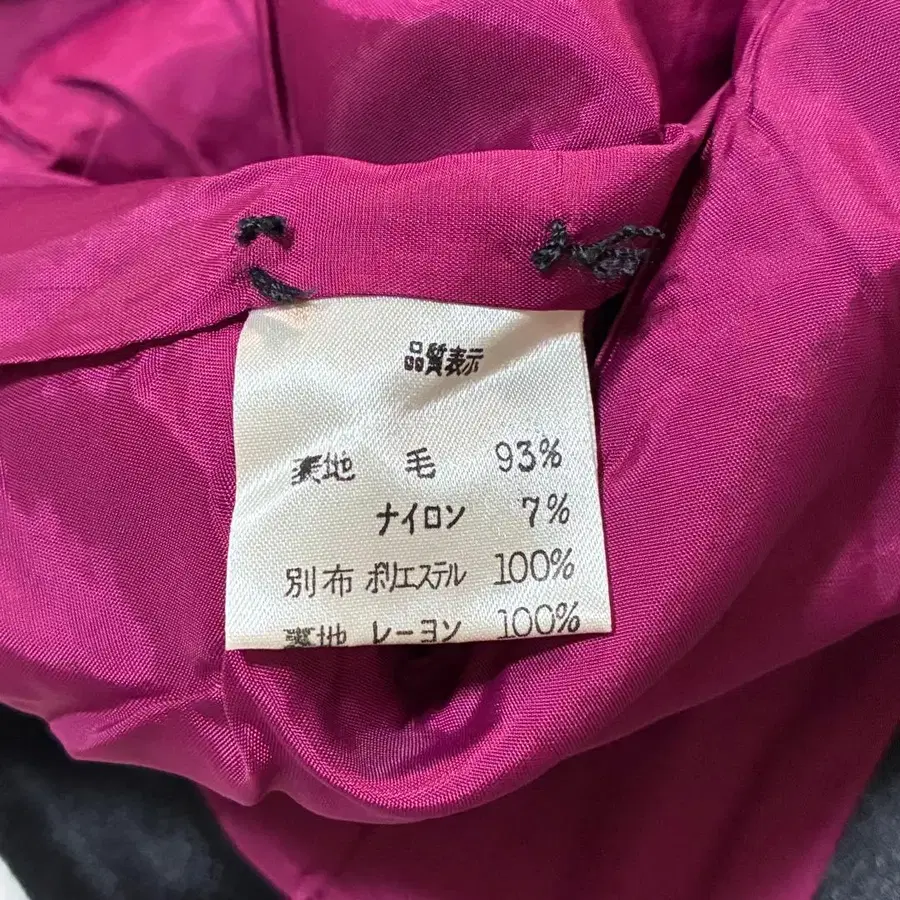 品質表示
表地 毛 93%
ナイロン 7%
別布 ポリエステル 100%
裏地 レーヨン 100%